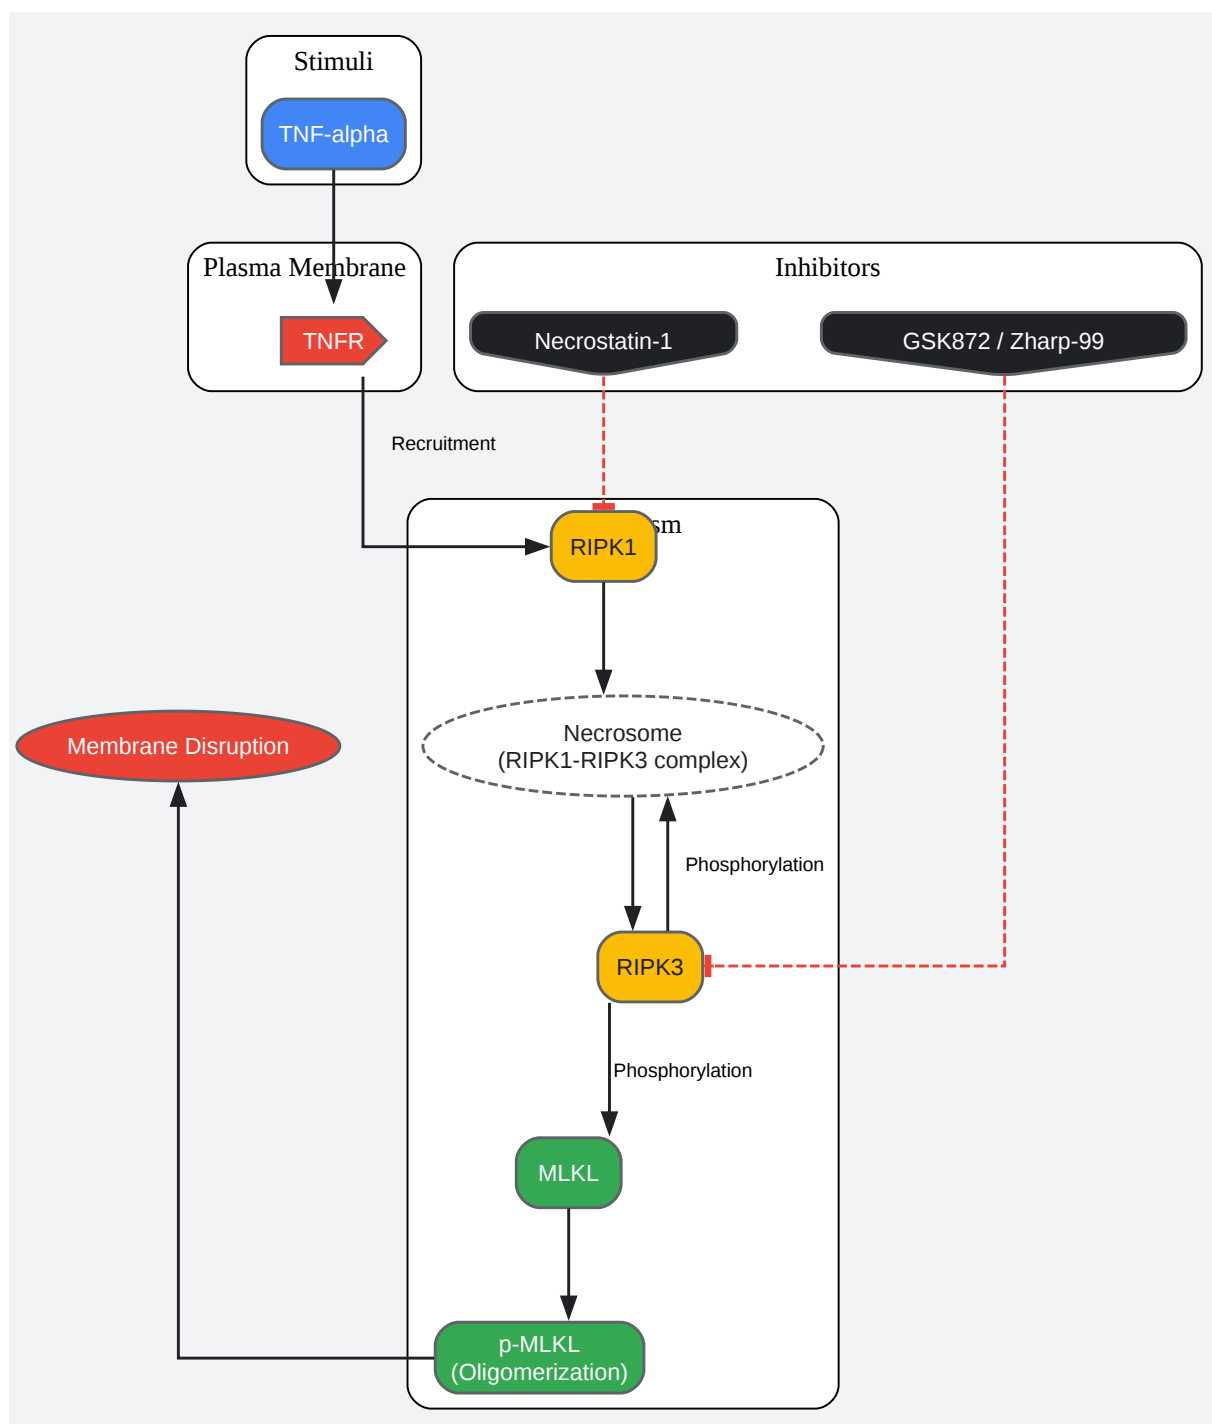 Stimuli
TNF-alpha
Plasma Membrane
Inhibitors
TNFR
Necrostatin-1
GSK872 / Zharp-99
Recruitment
RIPK1
Necrosome
(RIPK1-RIPK3 complex)
Membrane Disruption
Phosphorylation
RIPK3
Phosphorylation
MLKL
p-MLKL
(Oligomerization)